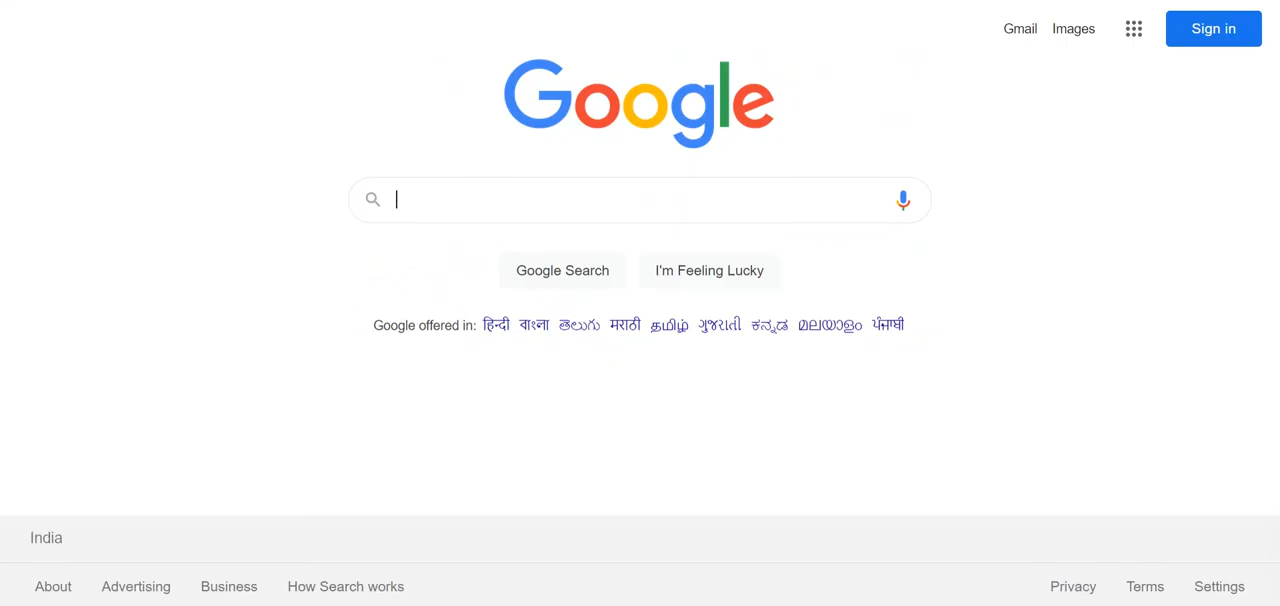 Gmail Images Sign in
Google
Google Search I'm Feeling Lucky
Google offered in: हिन्दी বাংলা తెలుగు मराठी தமிழ் ગુજરાતી ಕನ್ನಡ മലയാളം ਪੰਜਾਬੀ
India
About Advertising Business How Search works Privacy Terms Settings